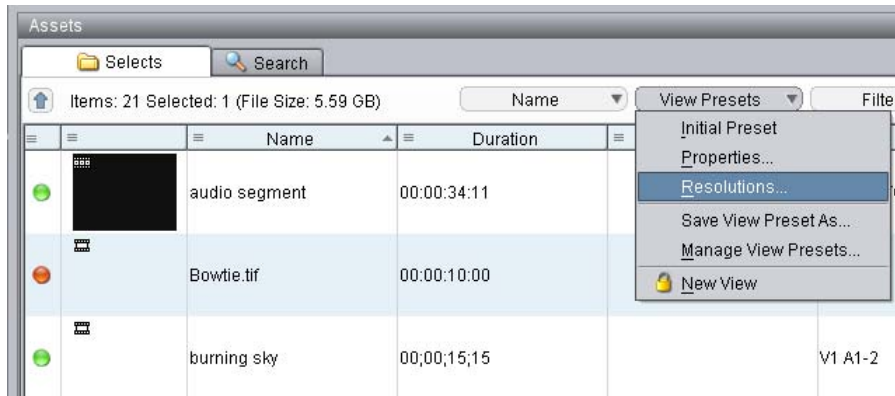 Assets
Selects
Search
Items: 21 Selected: 1 (File Size: 5.59 GB)
Name
View Presets
Filte
Name
Duration
Initial Preset
Properties...
Resolutions...
Save View Preset As...
Manage View Presets...
New View
audio segment
00:00:34:11
Bowtie.tif
00:00:10:00
burning sky
00;00;15;15
V1 A1-2